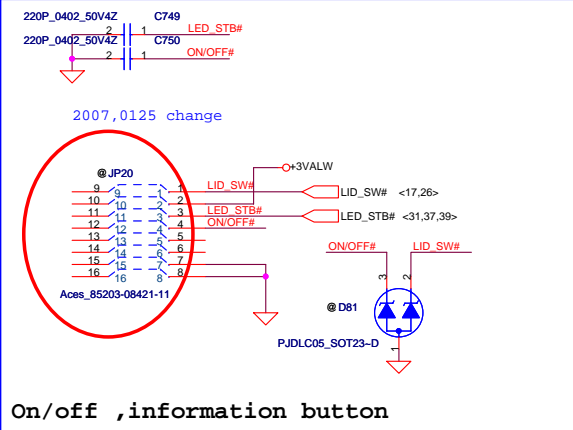 220P_0402_50V4Z C749
2 1 LED_STB#
220P_0402_50V4Z C750
2 1 ON/OFF#
2007,0125 change
@ JP20
+3VALW
9 9 1 1 LID_SW# LID_SW# <17,26>
10 10 2 2
11 11 3 3 LED_STB# LED_STB# <31,37,39>
12 12 4 4 ON/OFF#
13 13 5 5
14 14 6 6
15 15 7 7
16 16 8 8
Aces_85203-08421-11
ON/OFF# LID_SW#
3 2
@ D81
PJDLC05_SOT23~D
1
On/off ,information button